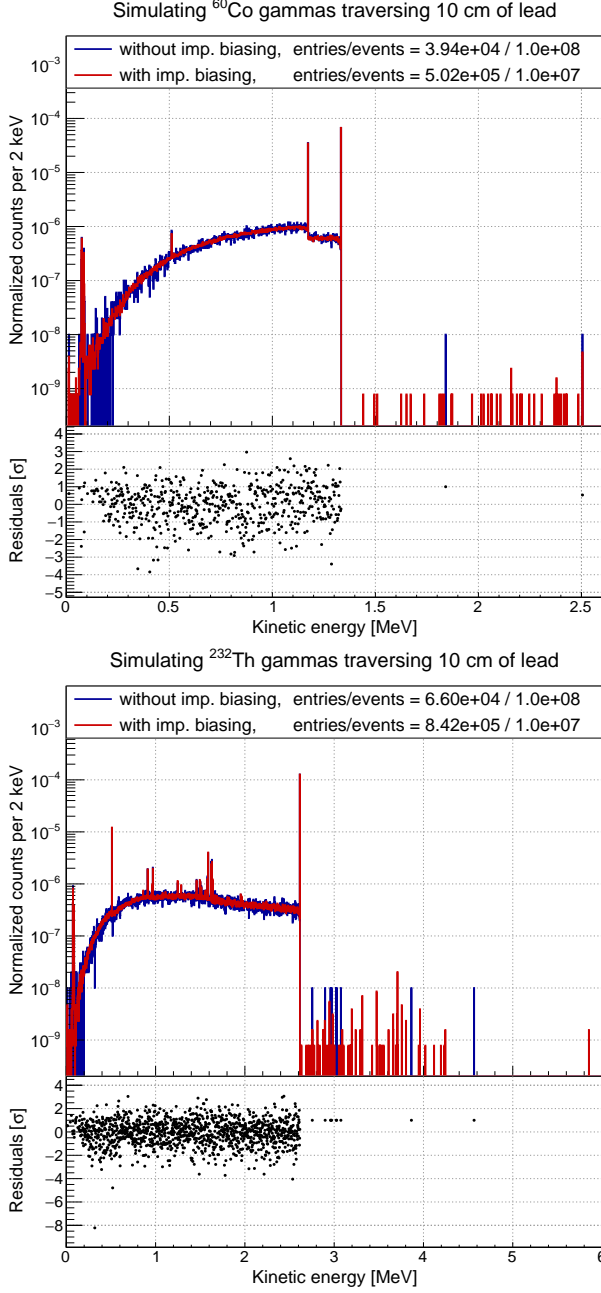 Simulating ⁶⁰Co gammas traversing 10 cm of lead
without imp. biasing, entries/events = 3.94e+04 / 1.0e+08
with imp. biasing, entries/events = 5.02e+05 / 1.0e+07
Normalized counts per 2 keV
10⁻³
10⁻⁴
10⁻⁵
10⁻⁶
10⁻⁷
10⁻⁸
10⁻⁹
Residuals [σ]
4
3
2
1
0
−1
−2
−3
−4
−5
0 0.5 1 1.5 2 2.5
Kinetic energy [MeV]
Simulating ²³²Th gammas traversing 10 cm of lead
without imp. biasing, entries/events = 6.60e+04 / 1.0e+08
with imp. biasing, entries/events = 8.42e+05 / 1.0e+07
Normalized counts per 2 keV
10⁻³
10⁻⁴
10⁻⁵
10⁻⁶
10⁻⁷
10⁻⁸
10⁻⁹
Residuals [σ]
4
2
0
−2
−4
−6
−8
0 1 2 3 4 5 6
Kinetic energy [MeV]